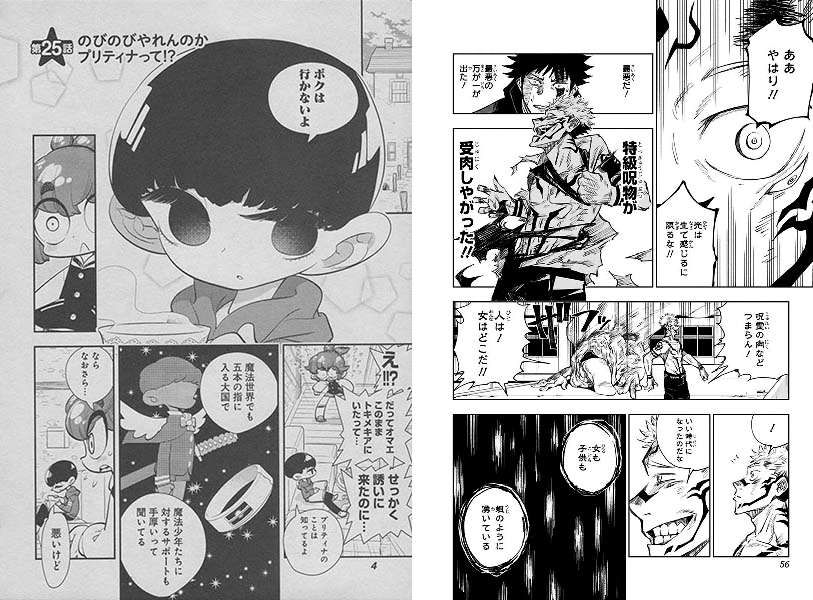 第25話
のびのびやれんのか
プリティナって!?
ボクは
行かないよ
え!!?
だってオマエ
このまま
トキメキアに
いたって…
せっかく
誘いに
来たのに…
プリティナの
ことは
知ってるよ
魔法世界でも
五本の指に
入る大国で
魔法少年たちに
対するサポートも
手厚いって
聞いてる
なら
なおさら…
悪いけど
4
ああ
やはり!!
光は
生で感じるに
限るな!!
最悪だ!
最悪の
万が一が
出た!
特級呪物が
受肉しやがった!!
呪霊の肉など
つまらん!
人は!
女はどこだ!!
!
いい時代に
なったのだな
女も
子供も
蛆のように
湧いている
56